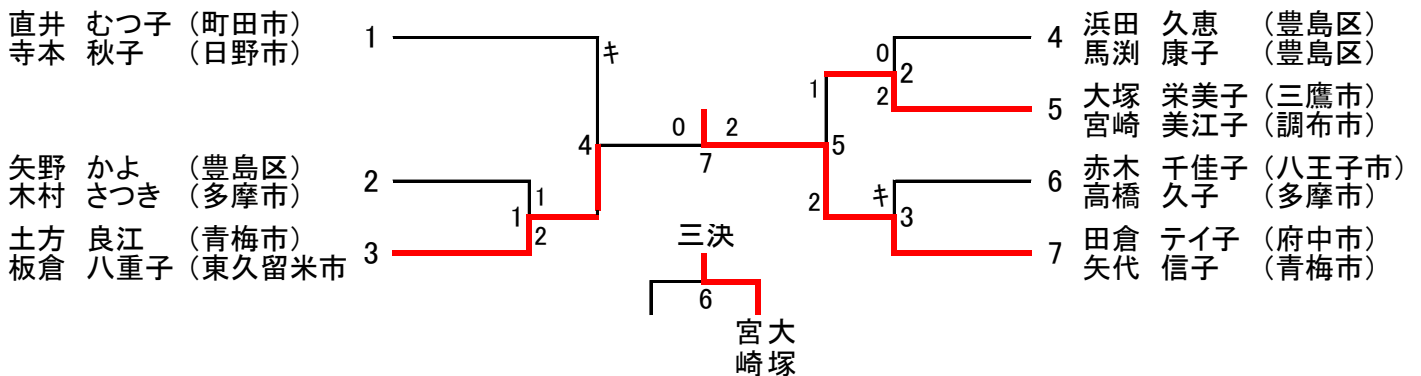 直井 むつ子（町田市）
寺本 秋子（日野市）
1
キ
矢野 かよ（豊島区）
木村 さつき（多摩市）
2
1
土方 良江（青梅市）
板倉 八重子（東久留米市
3
1
2
4
0
2
7
三決
6
宮崎
大塚
浜田 久恵（豊島区）
馬渕 康子（豊島区）
4
0
2
大塚 栄美子（三鷹市）
宮崎 美江子（調布市）
5
2
1
5
2
赤木 千佳子（八王子市）
高橋 久子（多摩市）
6
キ
3
田倉 テイ子（府中市）
矢代 信子（青梅市）
7